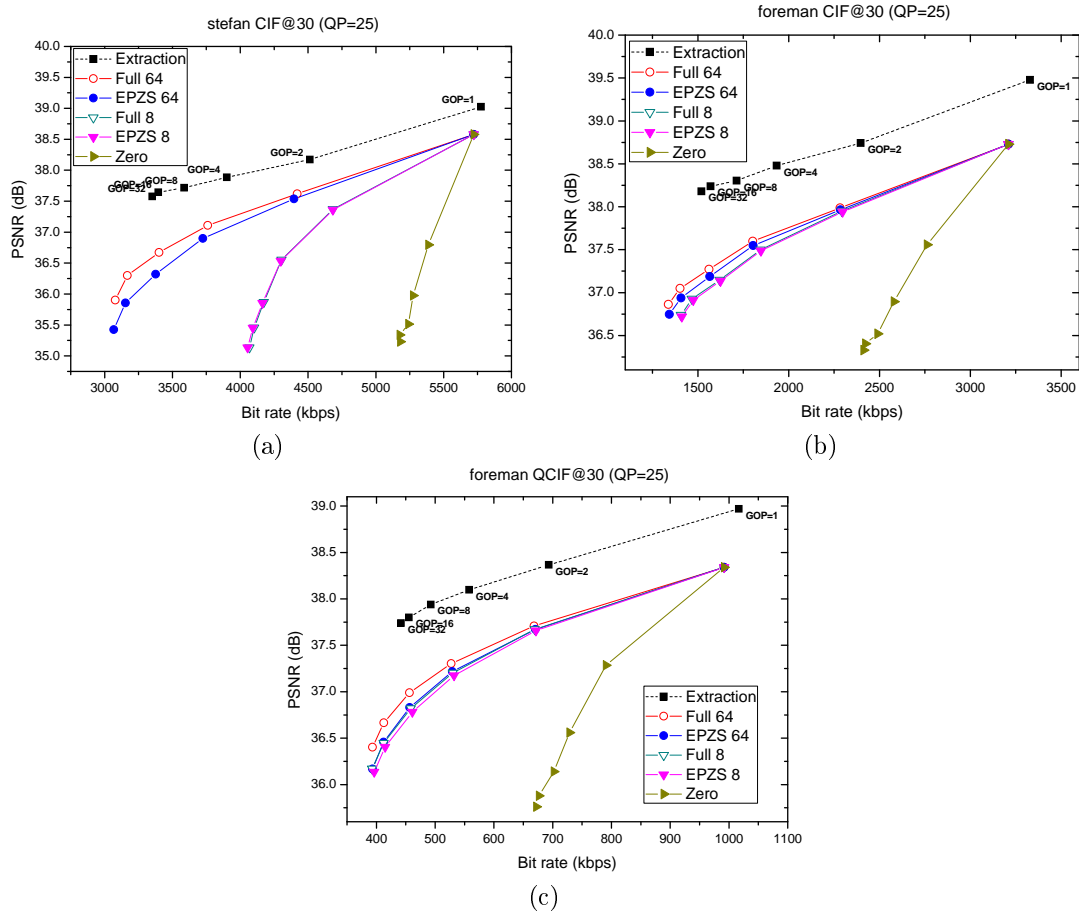 stefan CIF@30 (QP=25)
40.0
39.5
39.0
38.5
38.0
37.5
37.0
36.5
36.0
35.5
35.0
PSNR (dB)
Extraction
Full 64
EPZS 64
Full 8
EPZS 8
Zero
GOP=1
GOP=2
GOP=4
GOP=8
GOP=16
GOP=32
3000 3500 4000 4500 5000 5500 6000
Bit rate (kbps)
(a)
foreman CIF@30 (QP=25)
40.0
39.5
39.0
38.5
38.0
37.5
37.0
36.5
PSNR (dB)
Extraction
Full 64
EPZS 64
Full 8
EPZS 8
Zero
GOP=1
GOP=2
GOP=4
GOP=8
GOP=16
GOP=32
1500 2000 2500 3000 3500
Bit rate (kbps)
(b)
foreman QCIF@30 (QP=25)
39.0
38.5
38.0
37.5
37.0
36.5
36.0
PSNR (dB)
GOP=1
GOP=2
GOP=4
GOP=8
GOP=16
GOP=32
Extraction
Full 64
EPZS 64
Full 8
EPZS 8
Zero
400 500 600 700 800 900 1000 1100
Bit rate (kbps)
(c)